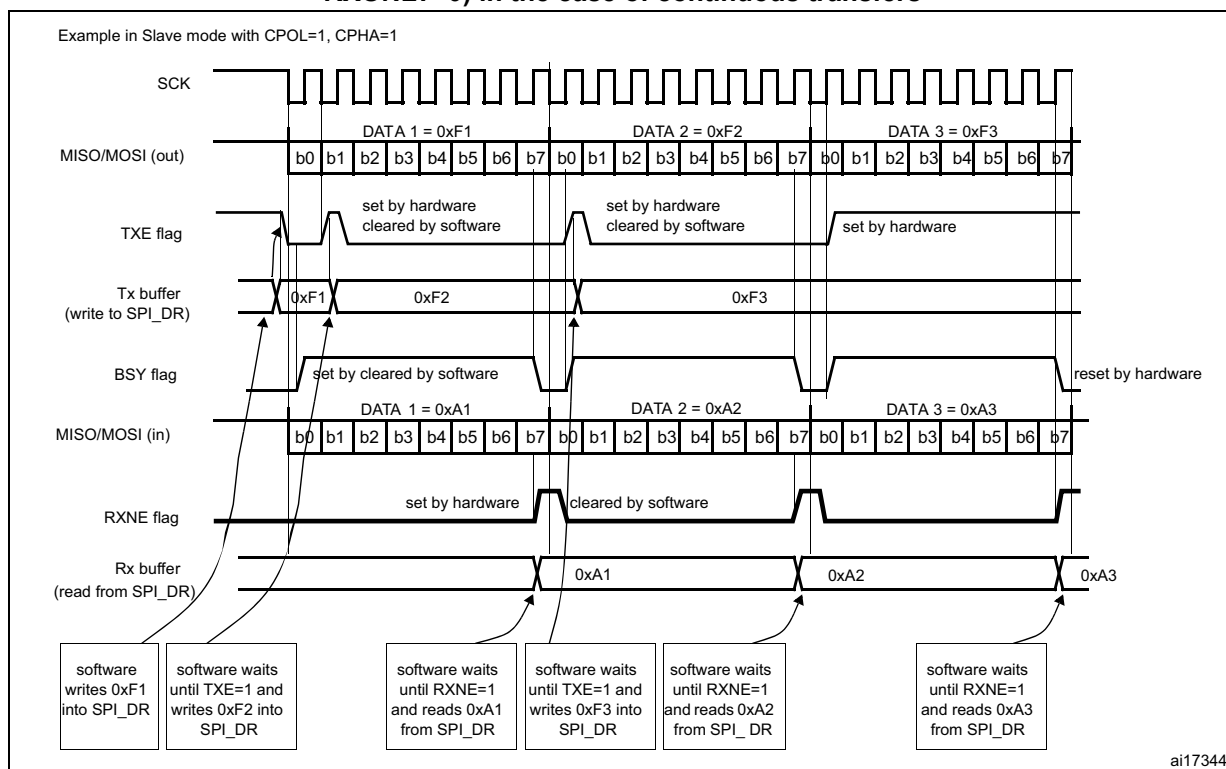 Example in Slave mode with CPOL=1, CPHA=1
SCK
DATA 1 = 0xF1 DATA 2 = 0xF2 DATA 3 = 0xF3
MISO/MOSI (out)
b0 b1 b2 b3 b4 b5 b6 b7 b0 b1 b2 b3 b4 b5 b6 b7 b0 b1 b2 b3 b4 b5 b6 b7
set by hardware set by hardware
cleared by software cleared by software
TXE flag set by hardware
Tx buffer
(write to SPI_DR)
0xF1 0xF2 0xF3
BSY flag set by cleared by software reset by hardware
DATA 1 = 0xA1 DATA 2 = 0xA2 DATA 3 = 0xA3
MISO/MOSI (in)
b0 b1 b2 b3 b4 b5 b6 b7 b0 b1 b2 b3 b4 b5 b6 b7 b0 b1 b2 b3 b4 b5 b6 b7
set by hardware cleared by software
RXNE flag
Rx buffer
(read from SPI_DR)
0xA1 0xA2 0xA3
software
writes 0xF1
into SPI_DR
software waits
until TXE=1 and
writes 0xF2 into
SPI_DR
software waits
until RXNE=1
and reads 0xA1
from SPI_DR
software waits
until TXE=1 and
writes 0xF3 into
SPI_DR
software waits
until RXNE=1
and reads 0xA2
from SPI_ DR
software waits
until RXNE=1
and reads 0xA3
from SPI_DR
ai17344